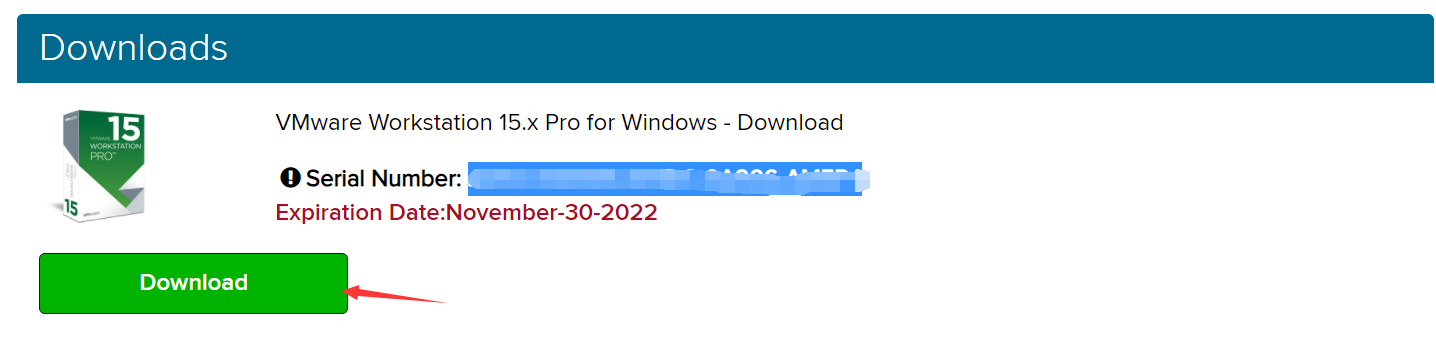 Downloads
15
VMWARE
WORKSTATION
PRO™
15
VMware Workstation 15.x Pro for Windows - Download
Serial Number:
Expiration Date:November-30-2022
Download